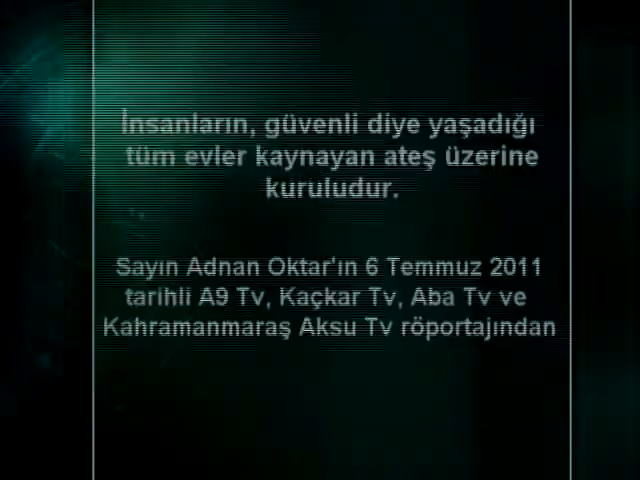 İnsanların, güvenli diye yaşadığı
tüm evler kaynayan ateş üzerine
kuruludur.
Sayın Adnan Oktar'ın 6 Temmuz 2011
tarihli A9 Tv, Kaçkar Tv, Aba Tv ve
Kahramanmaraş Aksu Tv röportajından